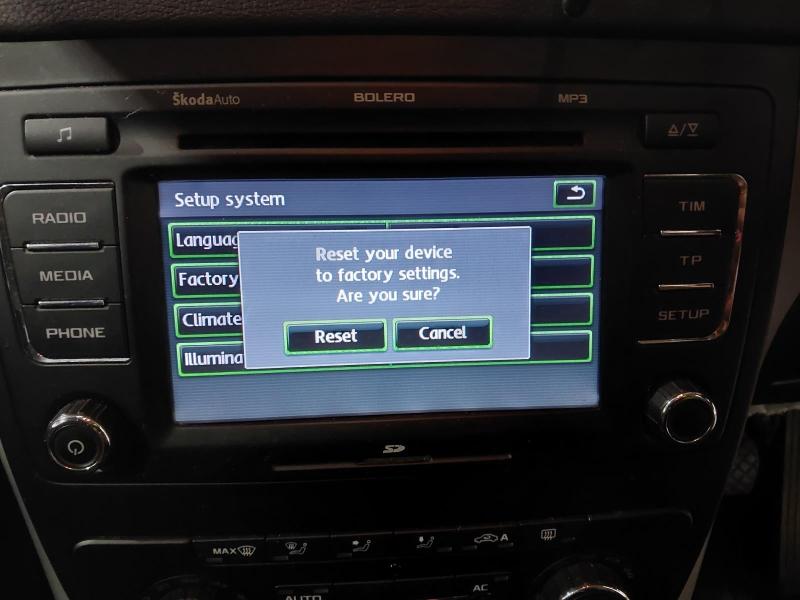 ŠkodaAuto
BOLERO
MP3
RADIO
MEDIA
PHONE
Setup system
Languag
Factory
Climate
Illumina
Reset your device
to factory settings.
Are you sure?
Reset
Cancel
TIM
TP
SETUP
SD
MAX
A
AUTO
AC